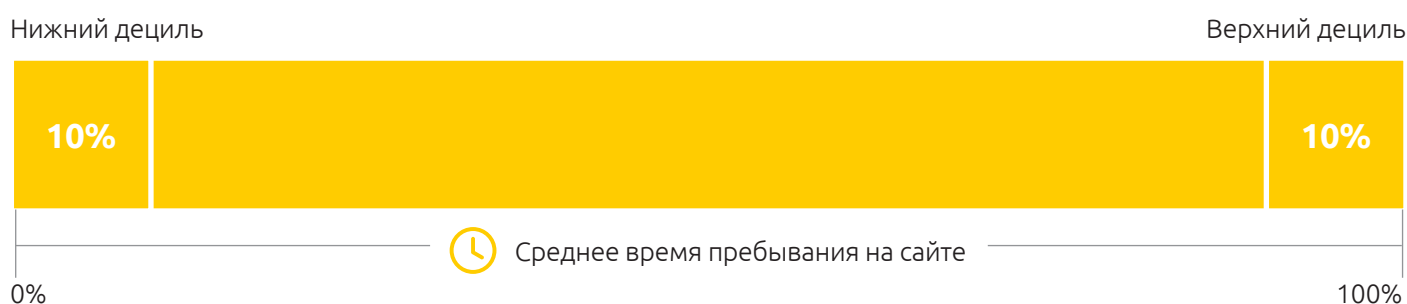 Нижний дециль
Верхний дециль
10%
10%
Среднее время пребывания на сайте
0%
100%